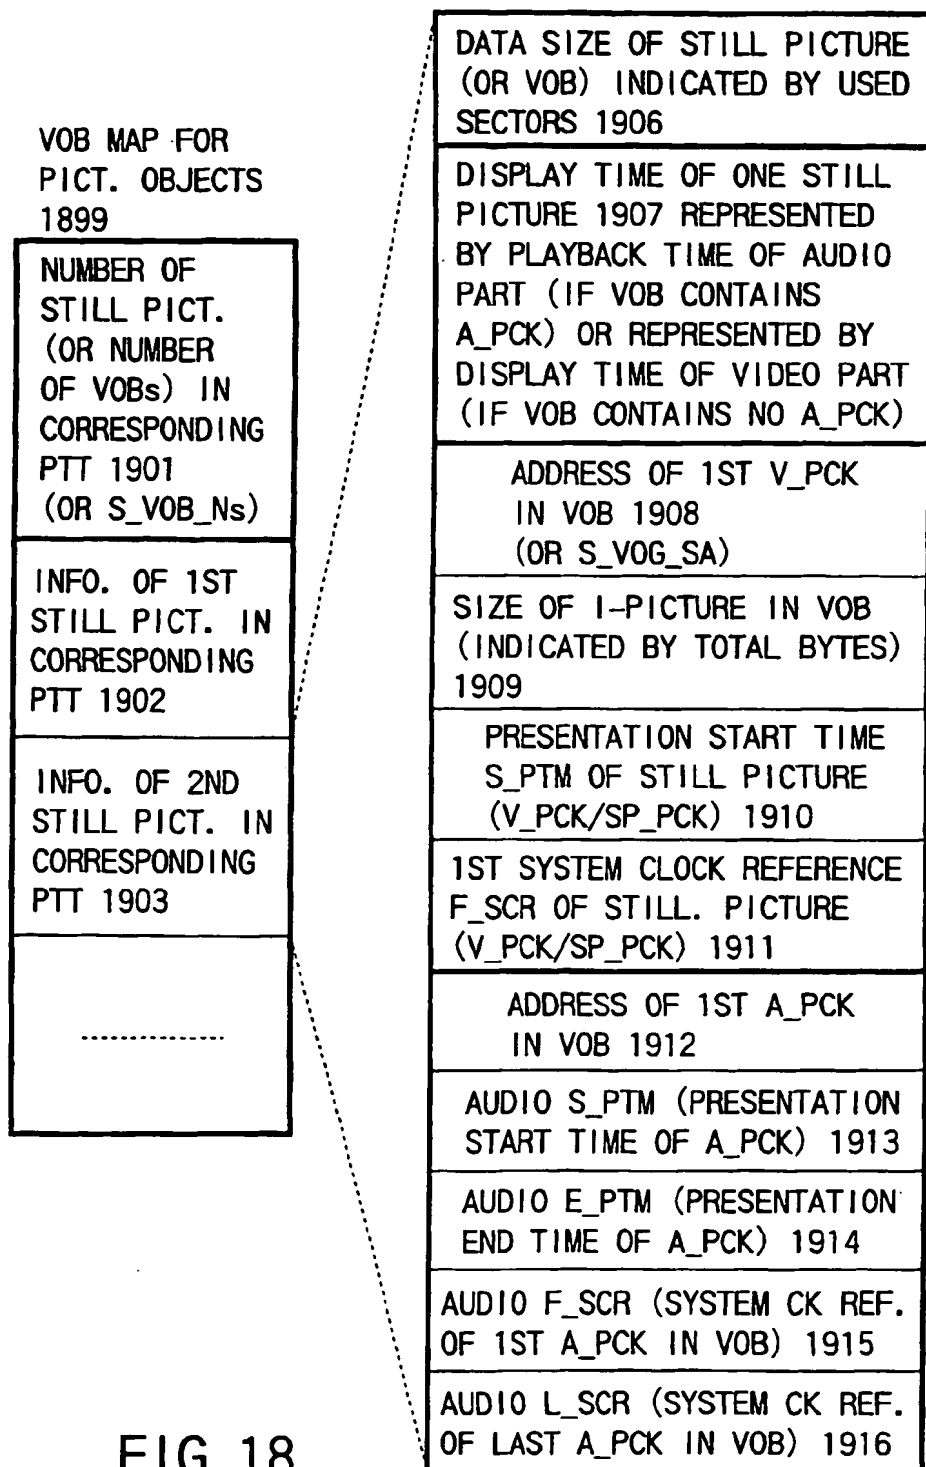 VOB MAP FOR
PICT. OBJECTS
1899
NUMBER OF
STILL PICT.
(OR NUMBER
OF VOBs) IN
CORRESPONDING
PTT 1901
(OR S_VOB_Ns)
INFO. OF 1ST
STILL PICT. IN
CORRESPONDING
PTT 1902
INFO. OF 2ND
STILL PICT. IN
CORRESPONDING
PTT 1903
DATA SIZE OF STILL PICTURE
(OR VOB) INDICATED BY USED
SECTORS 1906
DISPLAY TIME OF ONE STILL
PICTURE 1907 REPRESENTED
BY PLAYBACK TIME OF AUDIO
PART (IF VOB CONTAINS
A_PCK) OR REPRESENTED BY
DISPLAY TIME OF VIDEO PART
(IF VOB CONTAINS NO A_PCK)
ADDRESS OF 1ST V_PCK
IN VOB 1908
(OR S_VOG_SA)
SIZE OF I-PICTURE IN VOB
(INDICATED BY TOTAL BYTES)
1909
PRESENTATION START TIME
S_PTM OF STILL PICTURE
(V_PCK/SP_PCK) 1910
1ST SYSTEM CLOCK REFERENCE
F_SCR OF STILL. PICTURE
(V_PCK/SP_PCK) 1911
ADDRESS OF 1ST A_PCK
IN VOB 1912
AUDIO S_PTM (PRESENTATION
START TIME OF A_PCK) 1913
AUDIO E_PTM (PRESENTATION
END TIME OF A_PCK) 1914
AUDIO F_SCR (SYSTEM CK REF.
OF 1ST A_PCK IN VOB) 1915
AUDIO L_SCR (SYSTEM CK REF.
OF LAST A_PCK IN VOB) 1916
FIG. 18